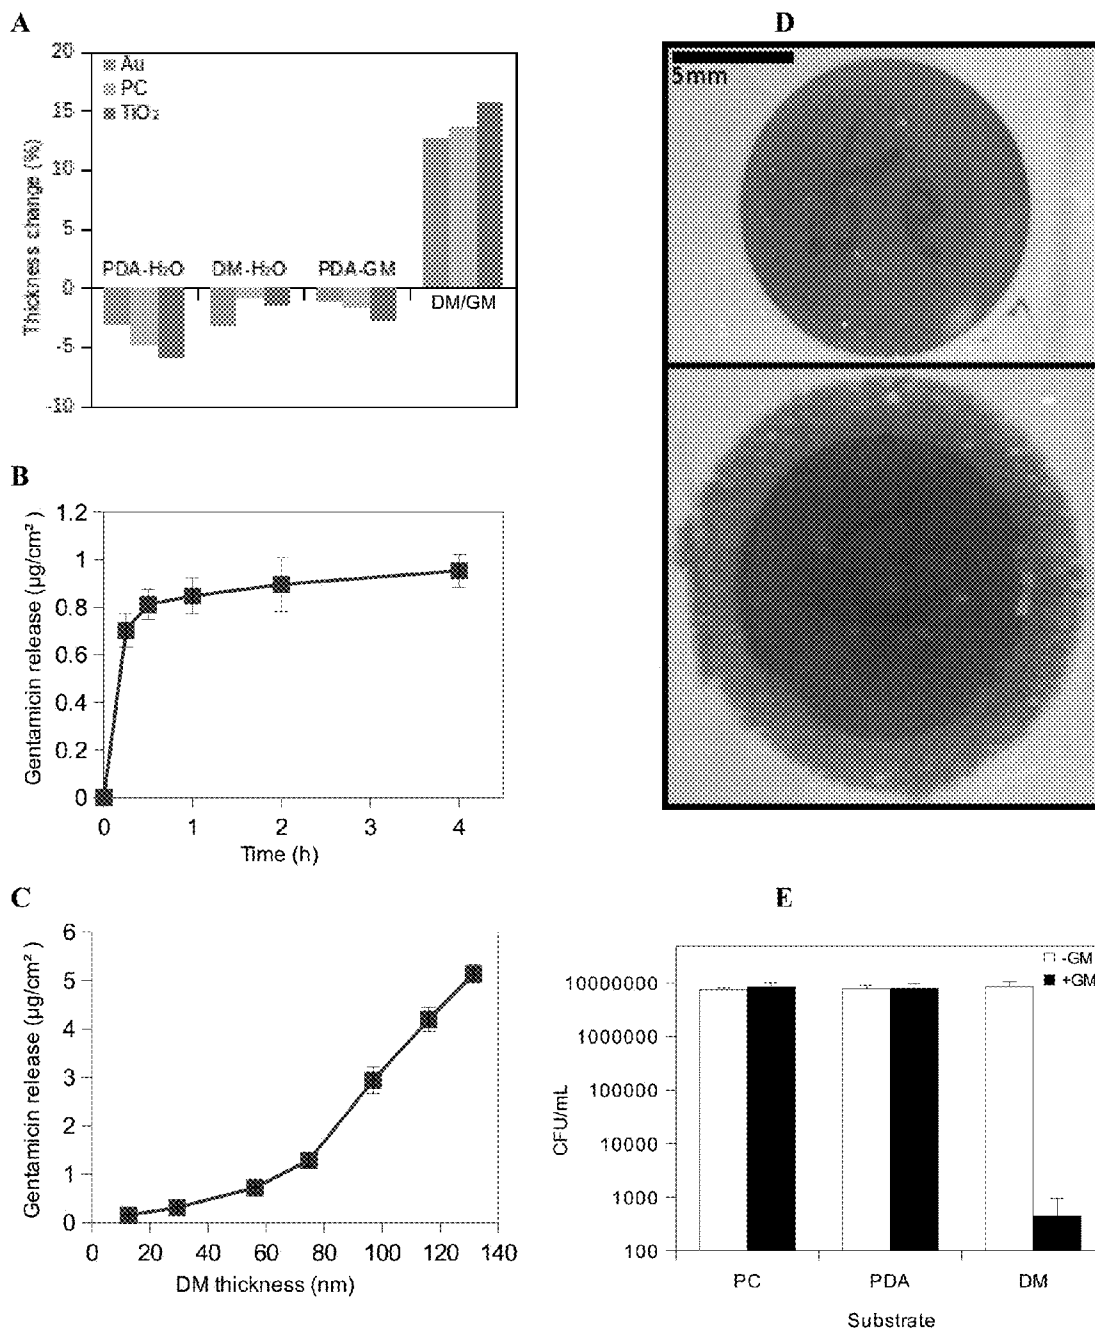 A
20
15
10
5
0
-5
-10
Thickness change (%)
Au
PC
TiO₂
PDA-H₂O
DM-H₂O
PDA-GM
DM/GM
B
1.2
1
0.8
0.6
0.4
0.2
0
Gentamicin release (µg/cm²)
0 1 2 3 4
Time (h)
C
6
5
4
3
2
1
0
Gentamicin release (µg/cm²)
0 20 40 60 80 100 120 140
DM thickness (nm)
D
5mm
E
-GM
+GM
10000000
1000000
100000
10000
1000
100
CFU/mL
PC PDA DM
Substrate